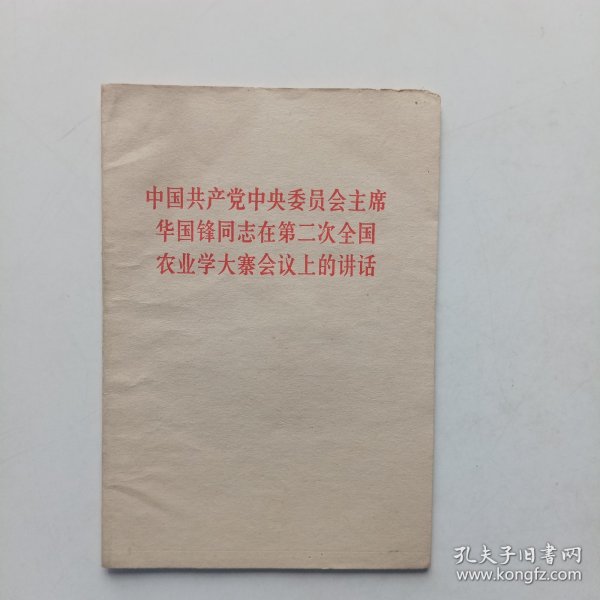 中国共产党中央委员会主席
华国锋同志在第二次全国
农业学大寨会议上的讲话
孔夫子旧书网
www.kongfz.com